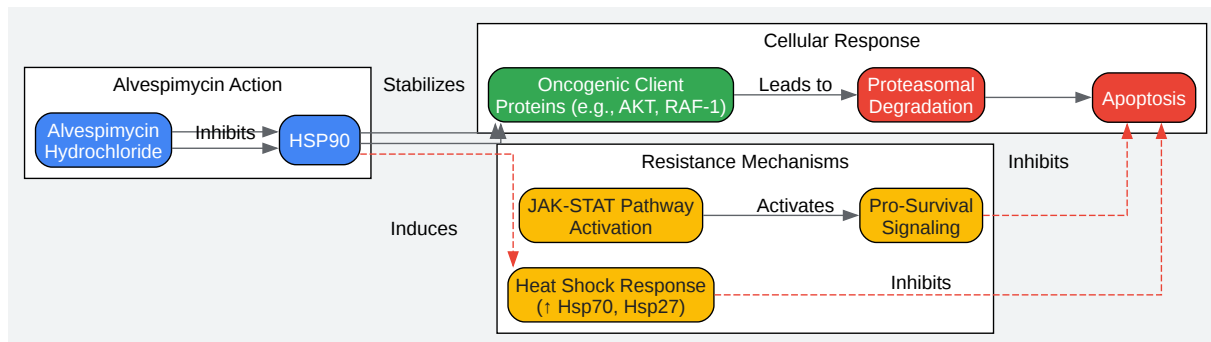 Alvespimycin Action
Alvespimycin
Hydrochloride
Inhibits
HSP90
Stabilizes
Induces
Cellular Response
Oncogenic Client
Proteins (e.g., AKT, RAF-1)
Leads to
Proteasomal
Degradation
Apoptosis
Resistance Mechanisms
JAK-STAT Pathway
Activation
Activates
Pro-Survival
Signaling
Inhibits
Heat Shock Response
(↑ Hsp70, Hsp27)
Inhibits